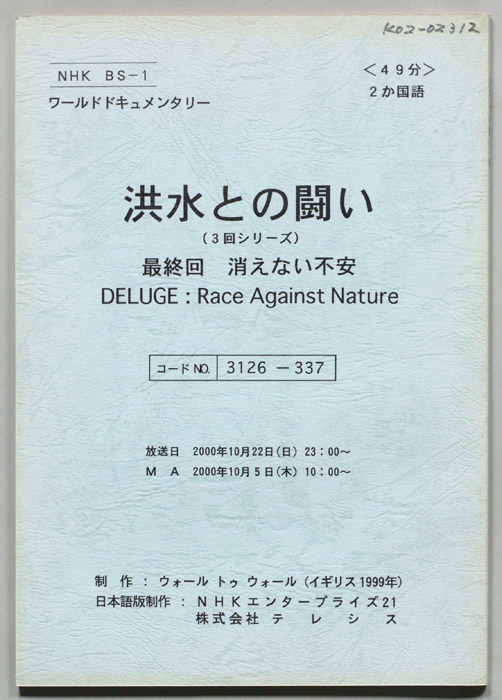 K02-02312
NHK BS-1
＜49分＞
ワールドドキュメンタリー
2か国語
洪水との闘い
（3回シリーズ）
最終回　消えない不安
DELUGE : Race Against Nature
コードNO. 3126 －337
放送日　2000年10月22日(日) 23：00～
M A　2000年10月 5日(木) 10：00～
制 作 ： ウォール トゥ ウォール（イギリス1999年）
日本語版制作 ： NHKエンタープライズ21
株式会社 テ レ シ ス